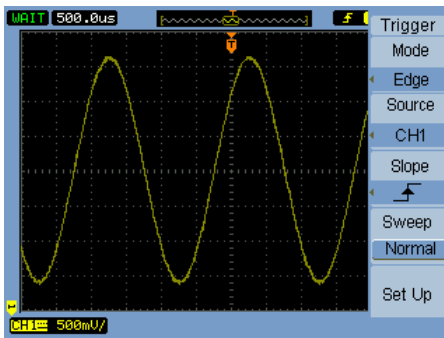 WAIT 500.0us
T
Trigger
Mode
Edge
Source
CH1
Slope
Sweep
Normal
Set Up
CH1 500mV/